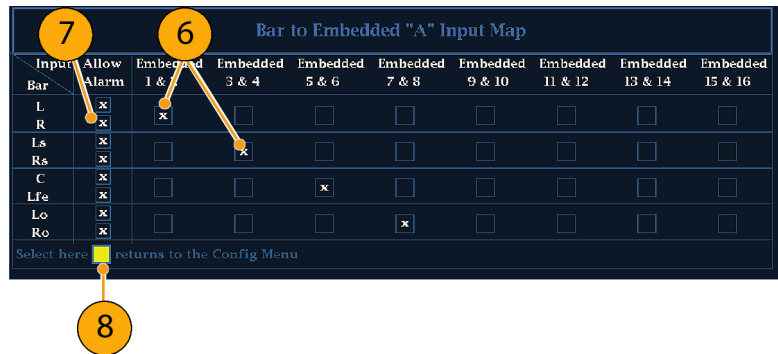 7 6
Bar to Embedded "A" Input Map
Input Allow Embedded Embedded Embedded Embedded Embedded Embedded Embedded Embedded
Bar Alarm 1 & 2 3 & 4 5 & 6 7 & 8 9 & 10 11 & 12 13 & 14 15 & 16
L x
R x x
Ls x
Rs x x
C x
Lfe x x
Lo x
Ro x x
Select here returns to the Config Menu
8